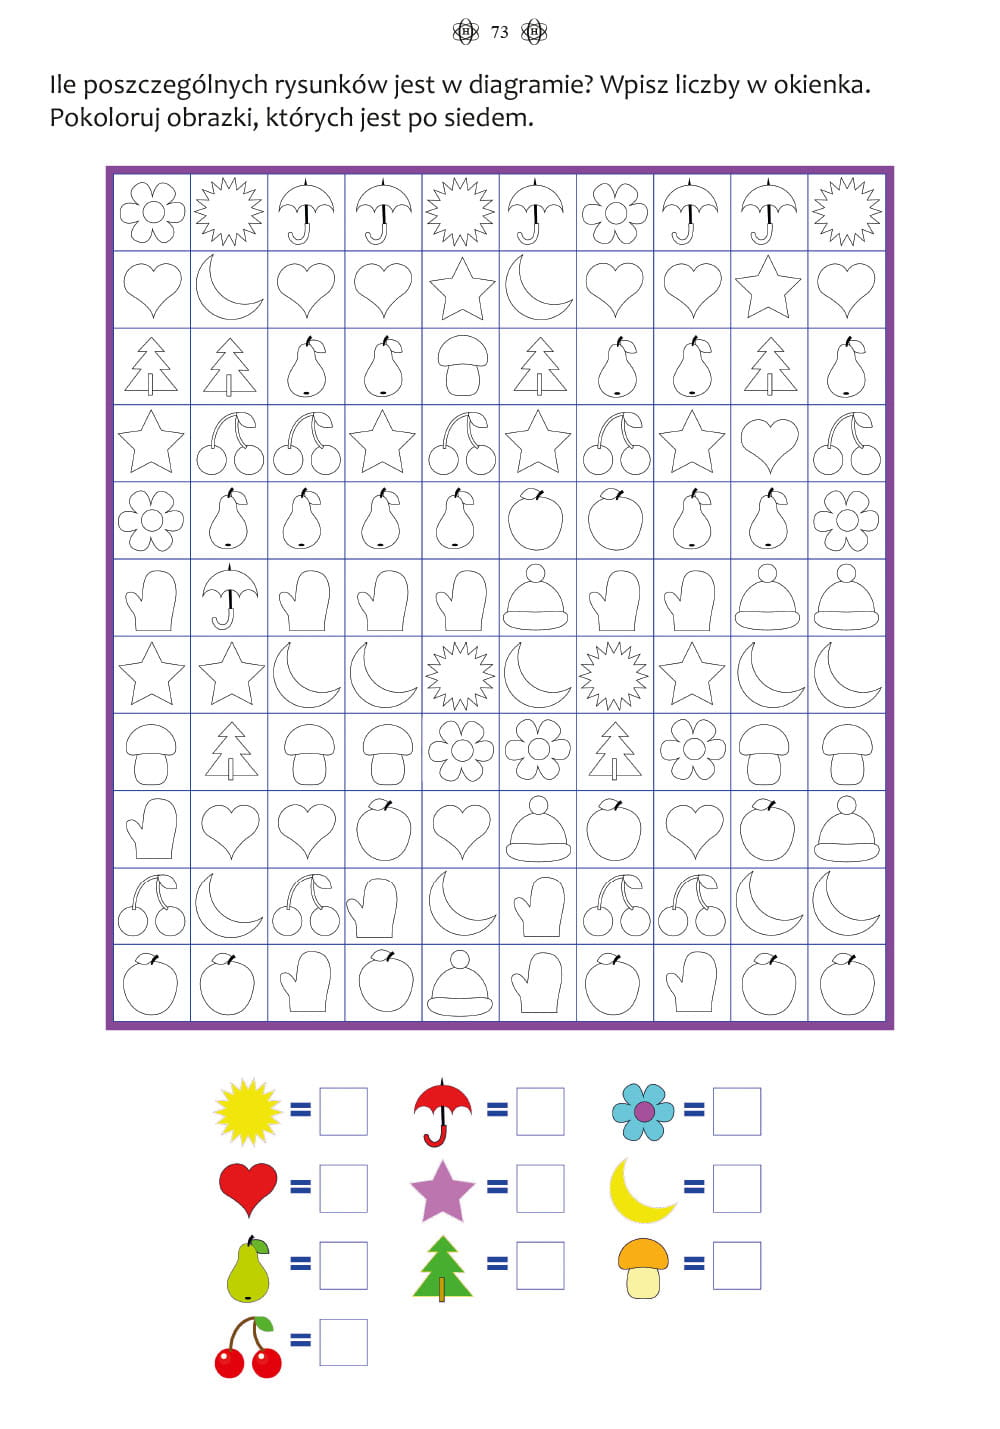 73
Ile poszczególnych rysunków jest w diagramie? Wpisz liczby w okienka.
Pokoloruj obrazki, których jest po siedem.
= = =
= = =
= = =
=